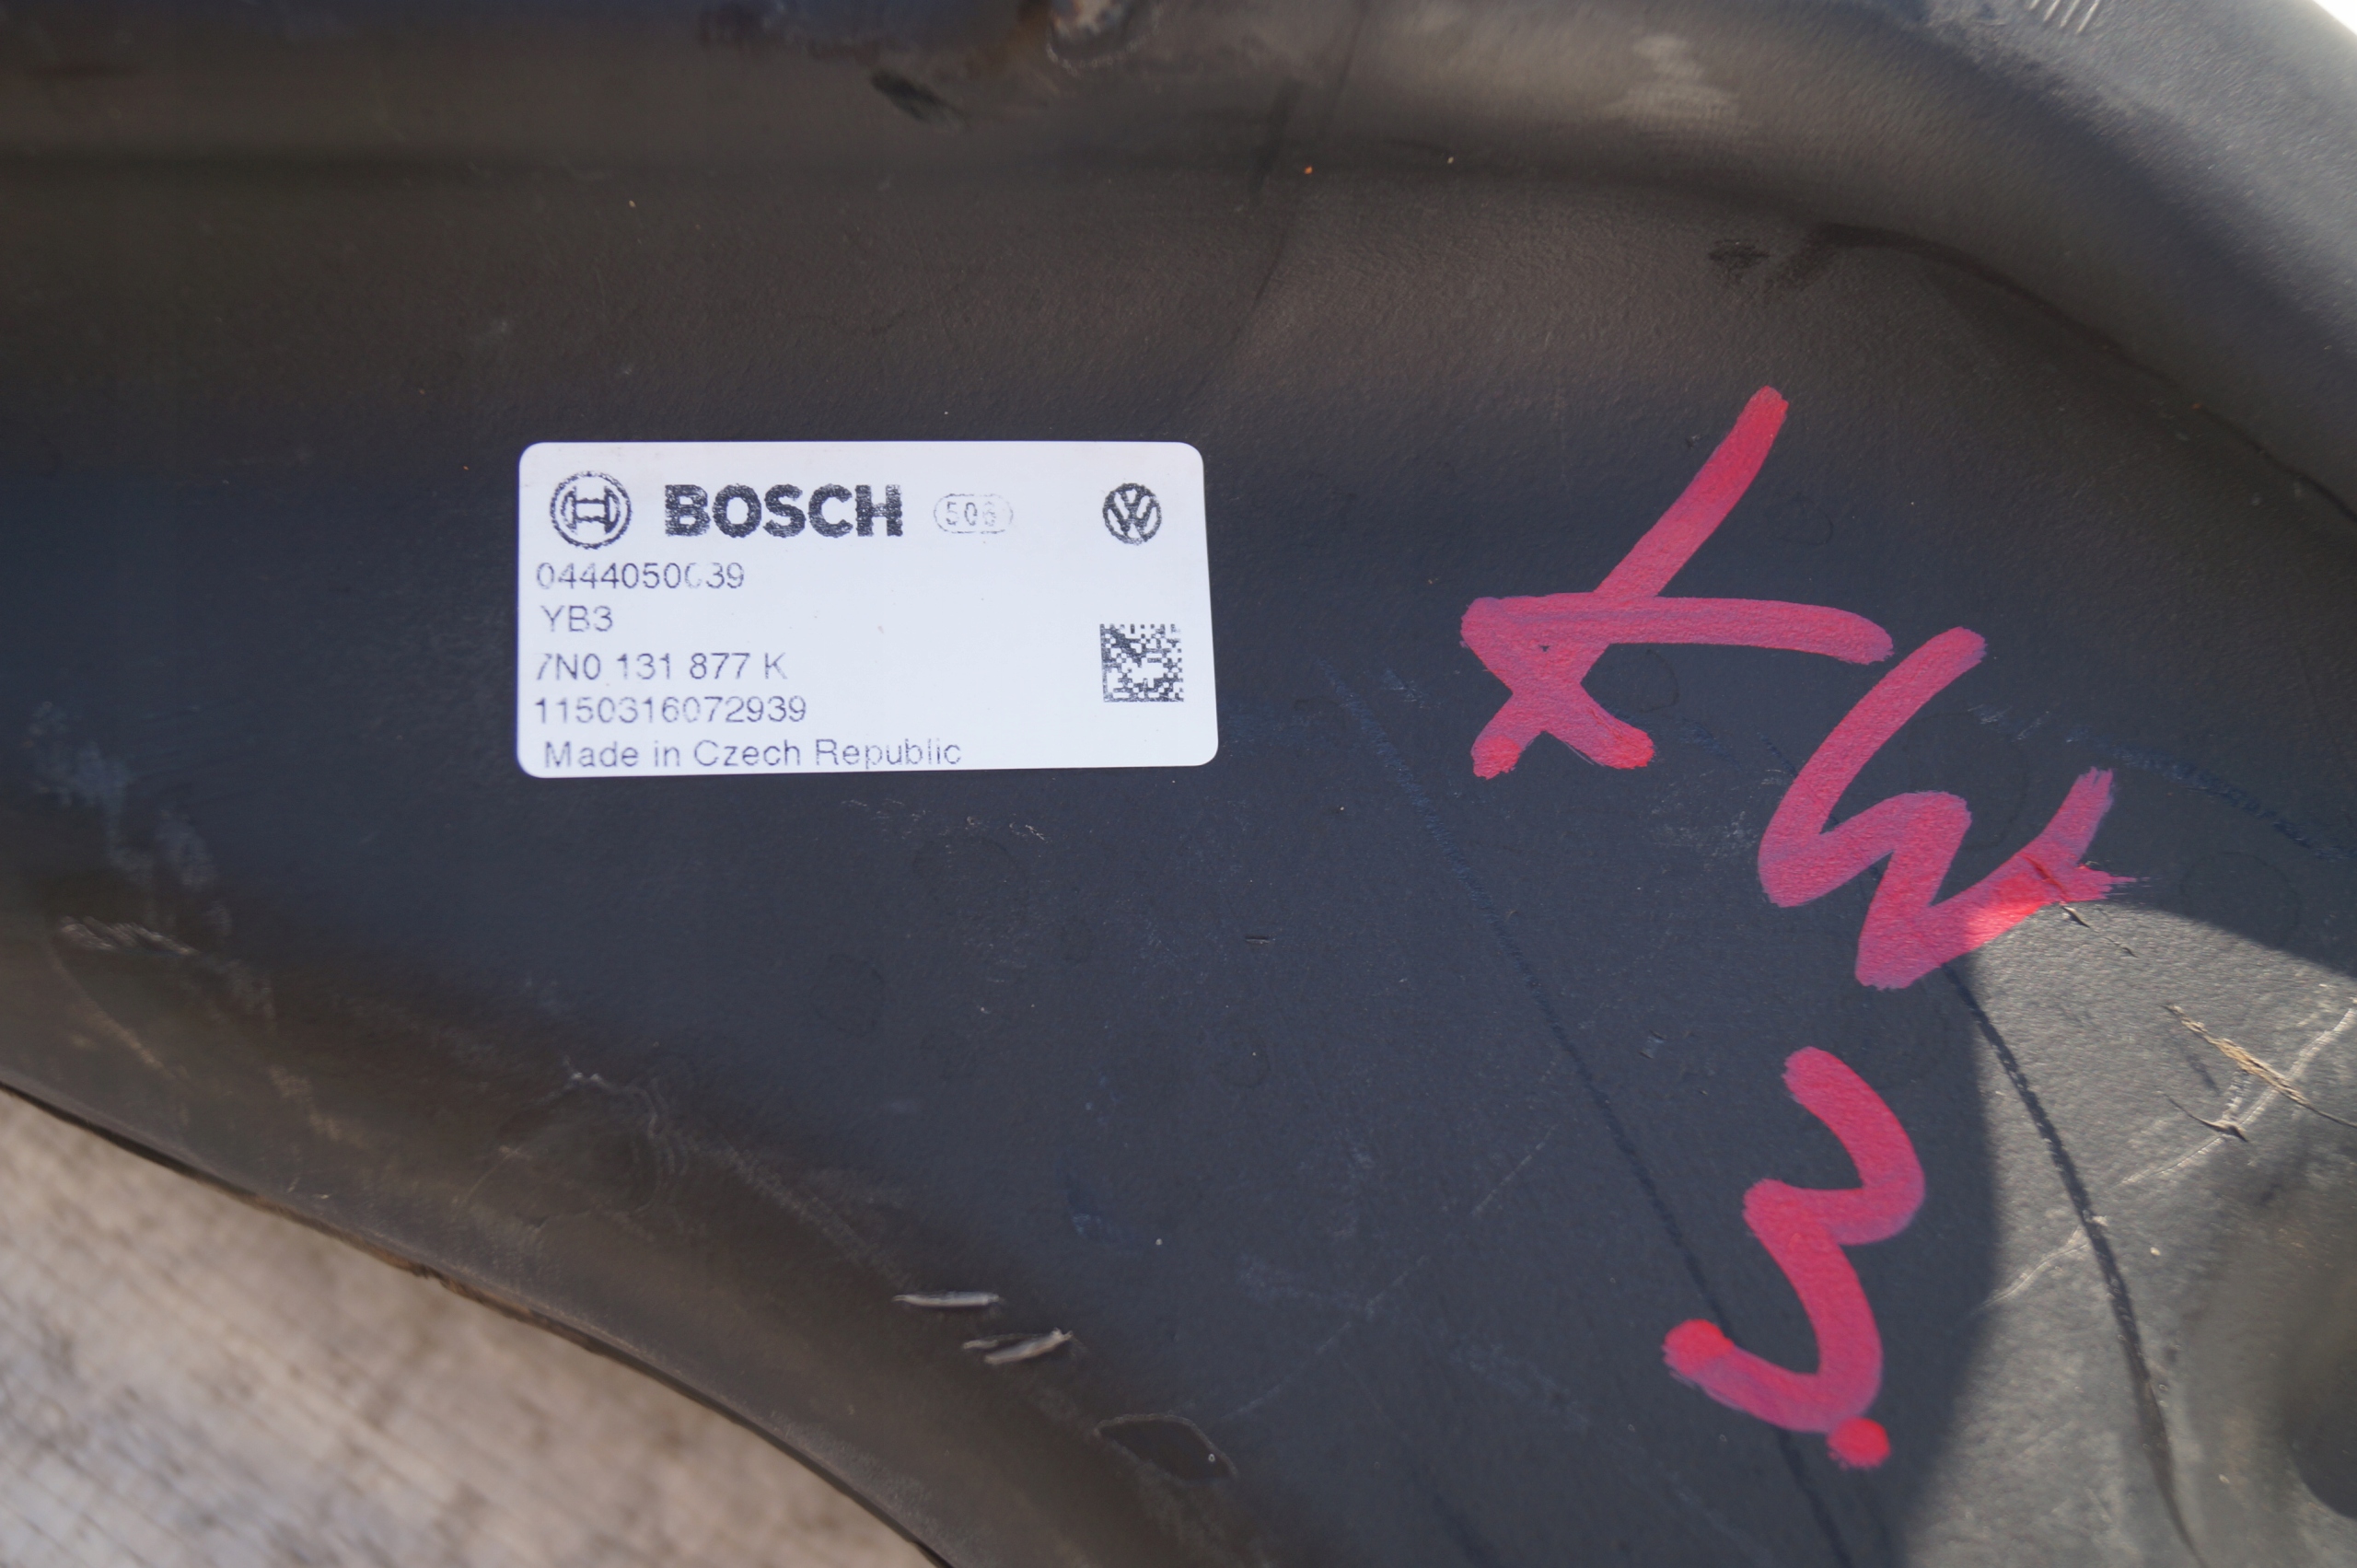 BOSCH 506
0444050039
YB3
7N0 131 877 K
1150316072939
Made in Czech Republic